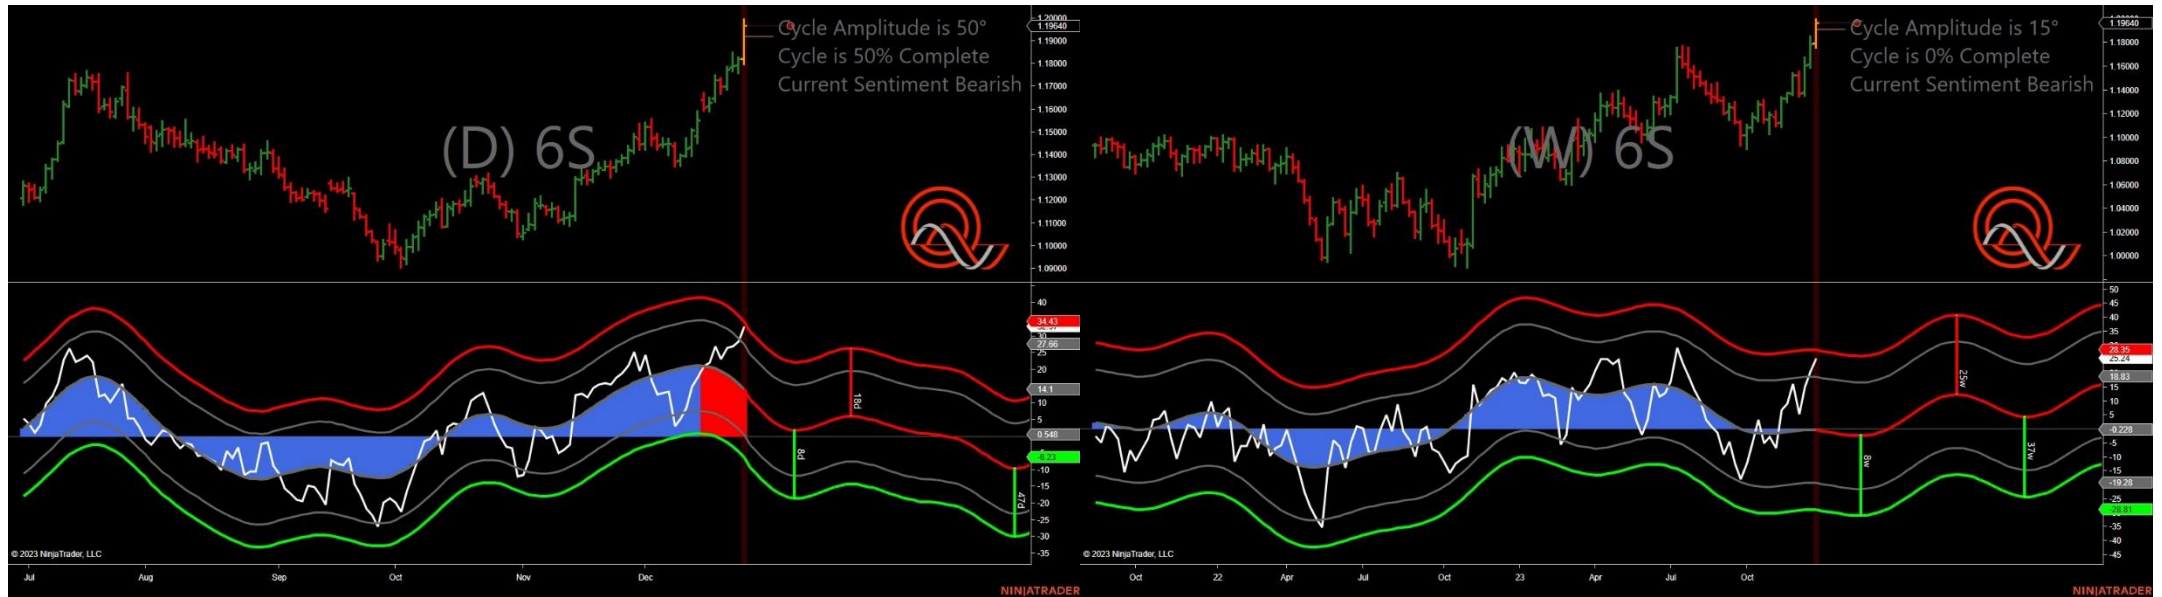 Cycle Amplitude is 50°
Cycle is 50% Complete
Current Sentiment Bearish
(D) 6S
1.20000
1.19640
1.19000
1.18000
1.17000
1.16000
1.15000
1.14000
1.13000
1.12000
1.11000
1.10000
1.09000
40
34.43
27.66
25
20
14.1
10
5
0.548
-6.23
-10
-15
-20
-25
-30
-35
18d
8d
47d
© 2023 NinjaTrader, LLC
Jul Aug Sep Oct Nov Dec
NINJATRADER
Cycle Amplitude is 15°
Cycle is 0% Complete
Current Sentiment Bearish
(W) 6S
1.19640
1.18000
1.16000
1.14000
1.12000
1.10000
1.08000
1.06000
1.04000
1.02000
1.00000
50
45
40
35
28.35
25.24
18.83
15
10
5
-0.228
-5
-10
-15
-19.28
-28.81
-35
-40
-45
25w
8w
37w
© 2023 NinjaTrader, LLC
Oct 22 Apr Jul Oct 23 Apr Jul Oct
NINJATRADER